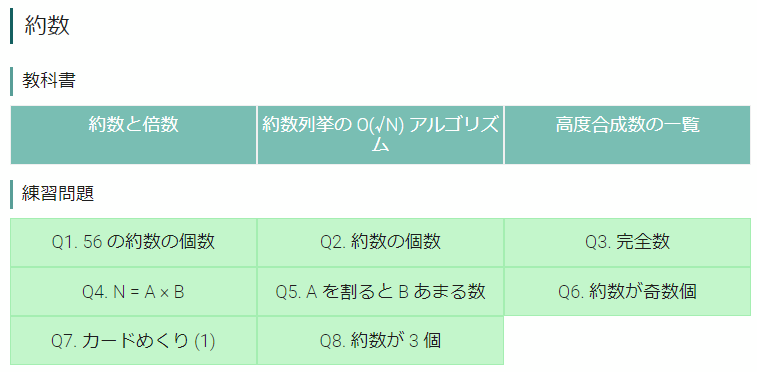 約数
教科書
約数と倍数
約数列挙の O(√N) アルゴリズ
ム
高度合成数の一覧
練習問題
Q1. 56 の約数の個数
Q2. 約数の個数
Q3. 完全数
Q4. N = A × B
Q5. A を割ると B あまる数
Q6. 約数が奇数個
Q7. カードめくり (1)
Q8. 約数が 3 個